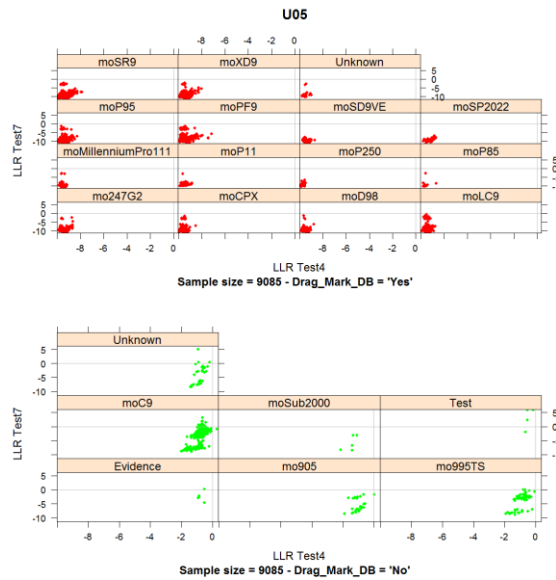 U05
-8 -6 -4 -2 0 -8 -6 -4 -2 0
moSR9 moXD9 Unknown
5
0
-5
-10
moP95 moPF9 moSD9VE moSP2022
5
0
-5
-10
moMillenniumPro111 moP11 moP250 moP85
5
0
-5
-10
mo247G2 moCPX moD98 moLC9
5
0
-5
-10
LLR Test7
-8 -6 -4 -2 0 -8 -6 -4 -2 0
LLR Test4
Sample size = 9085 - Drag_Mark_DB = 'Yes'
Unknown
5
0
-5
-10
moC9 moSub2000 Test
Evidence mo905 mo995TS
5
0
-5
-10
LLR Test7
-8 -6 -4 -2 0 -8 -6 -4 -2 0
LLR Test4
Sample size = 9085 - Drag_Mark_DB = 'No'